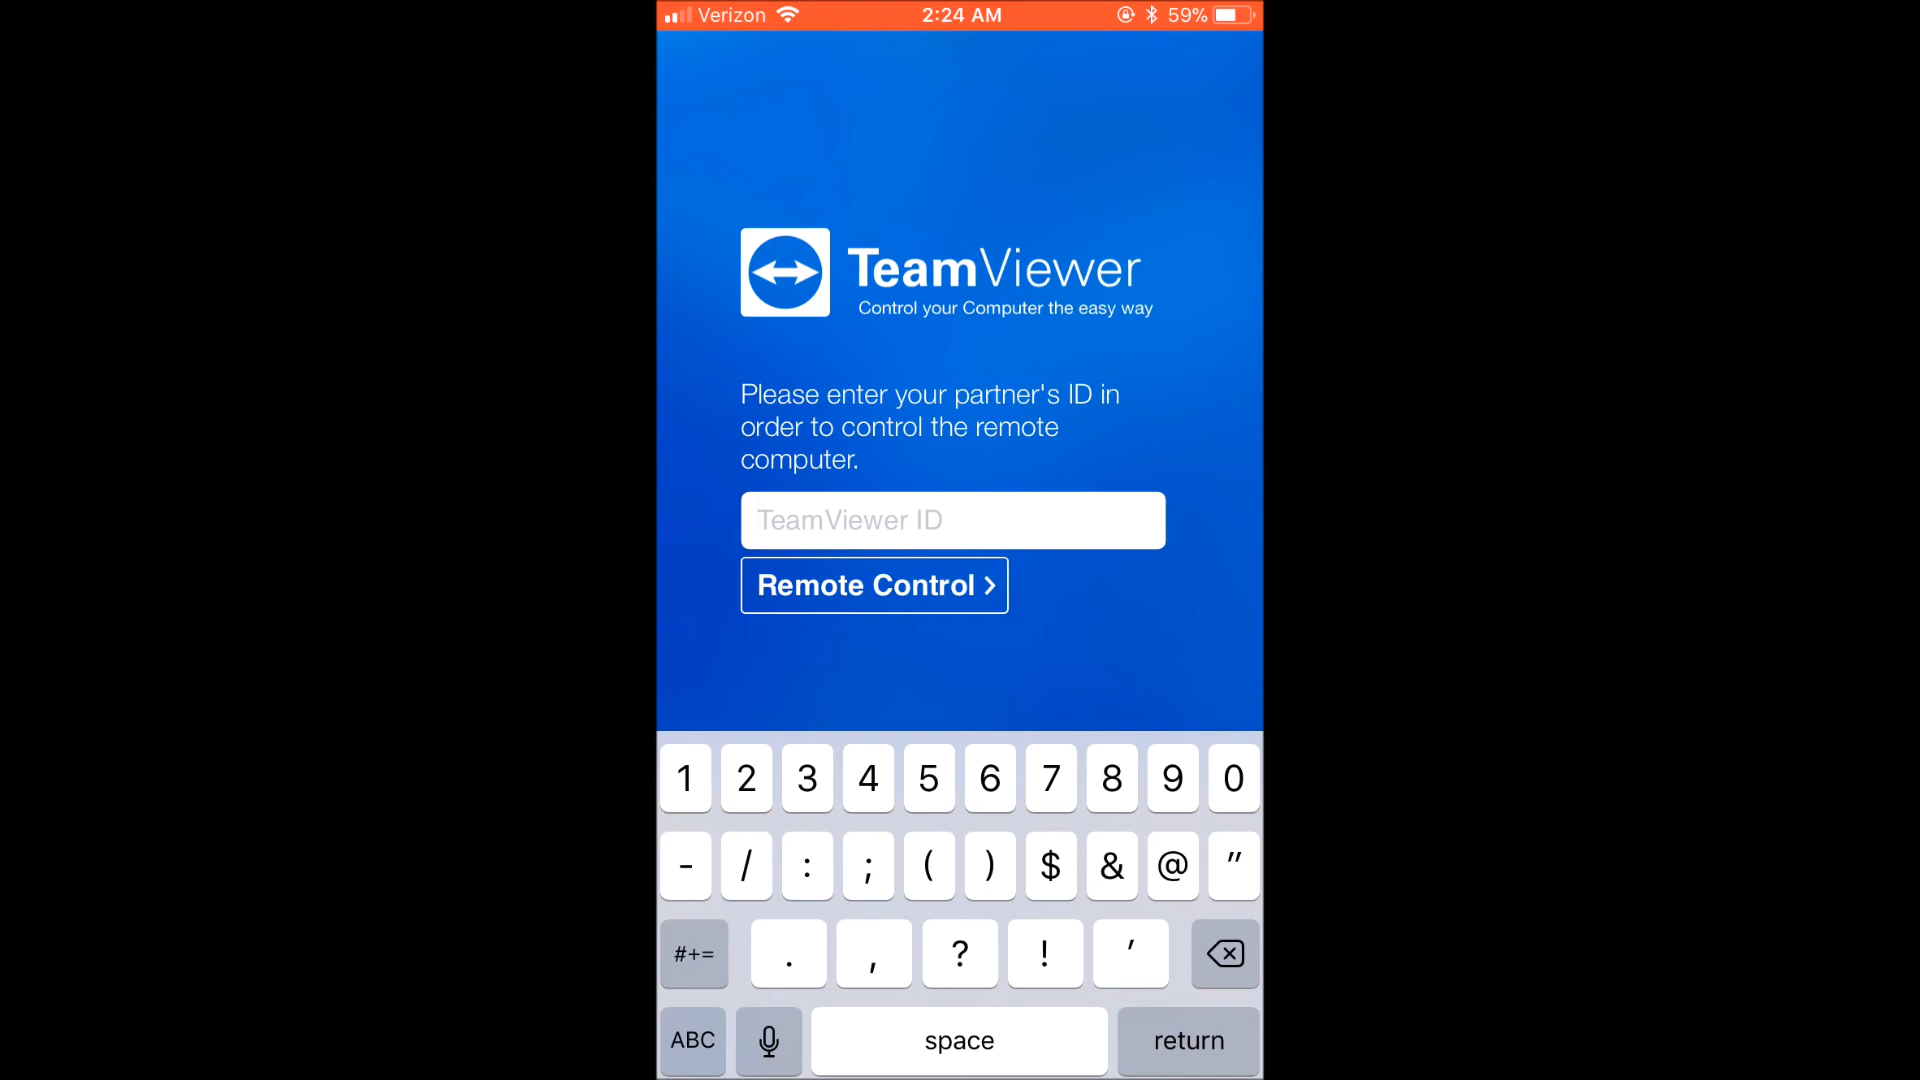 Verizon 2:24 AM 59%
TeamViewer
Control your Computer the easy way
Please enter your partner's ID in
order to control the remote
computer.
TeamViewer ID
Remote Control >
1 2 3 4 5 6 7 8 9 0
- / : ; ( ) $ & @ "
#+= . , ? ! '
ABC space return